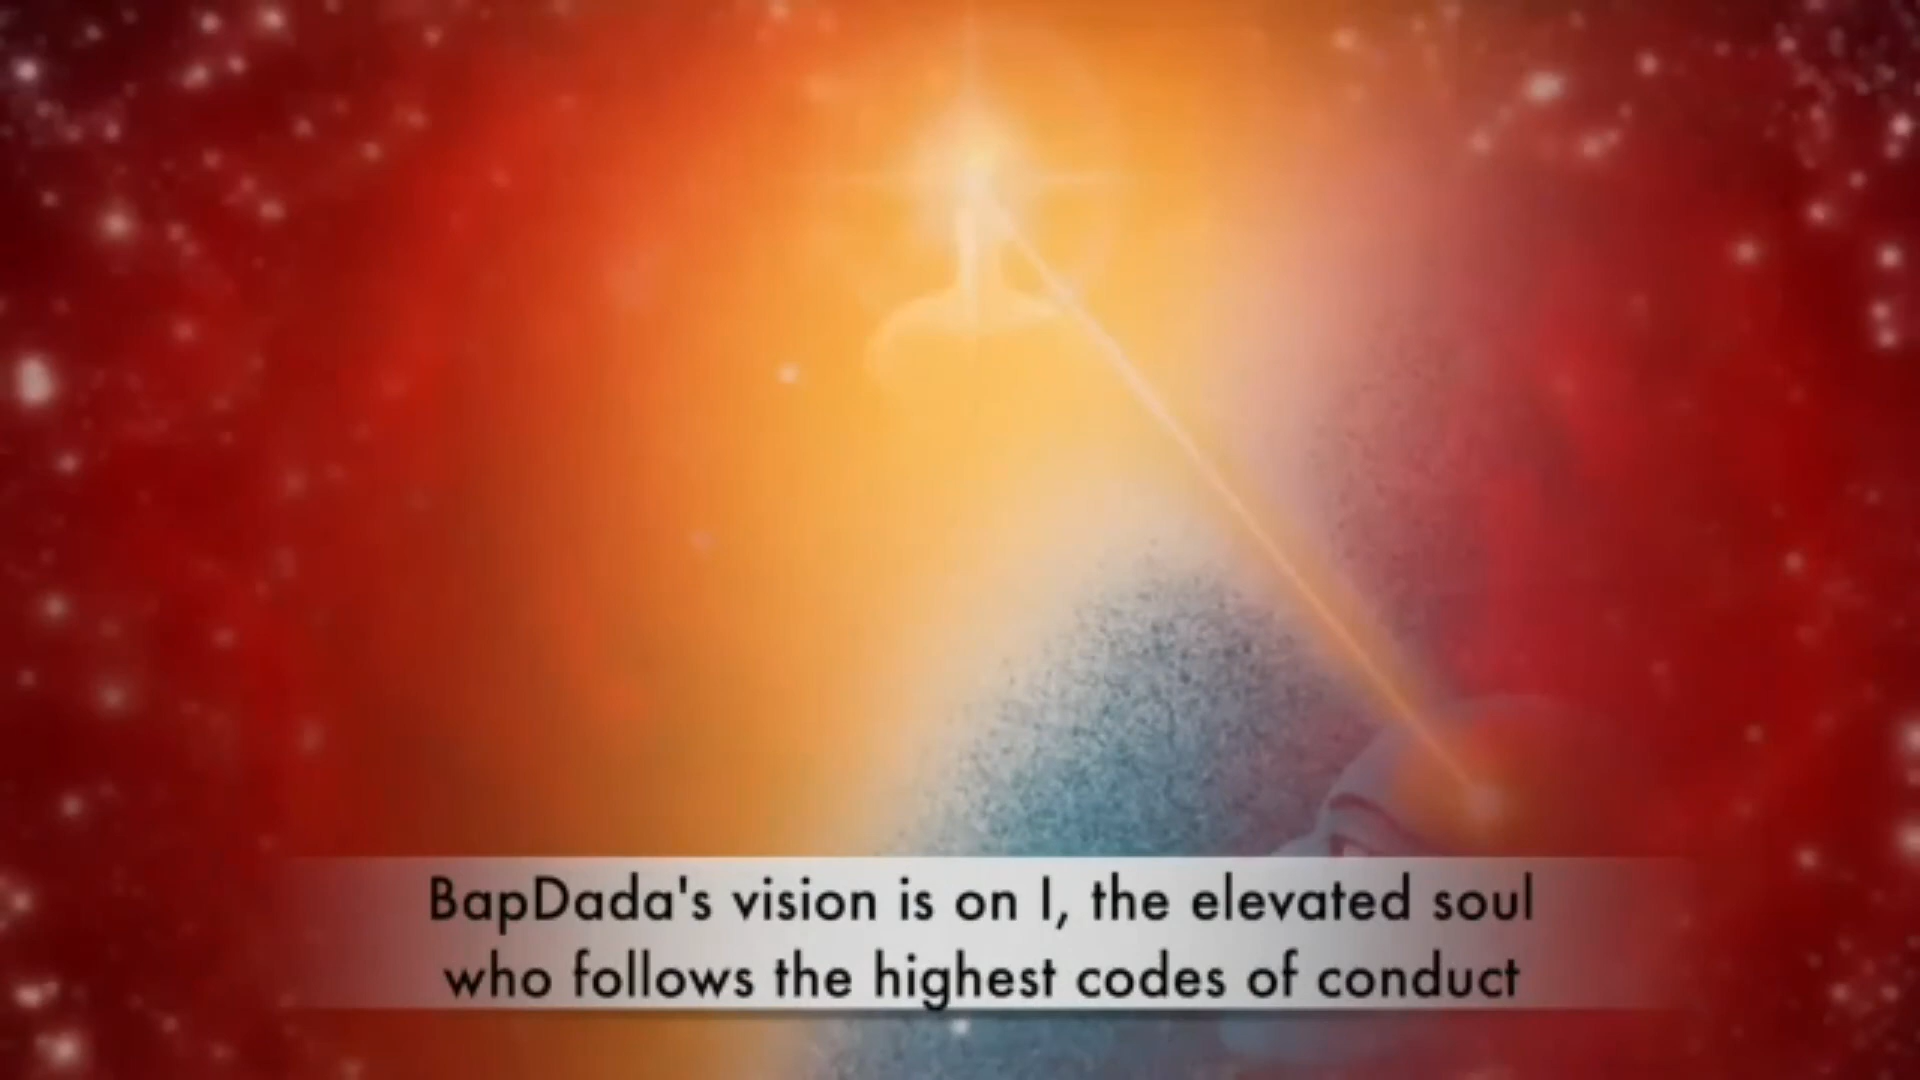 BapDada's vision is on I, the elevated soul
who follows the highest codes of conduct